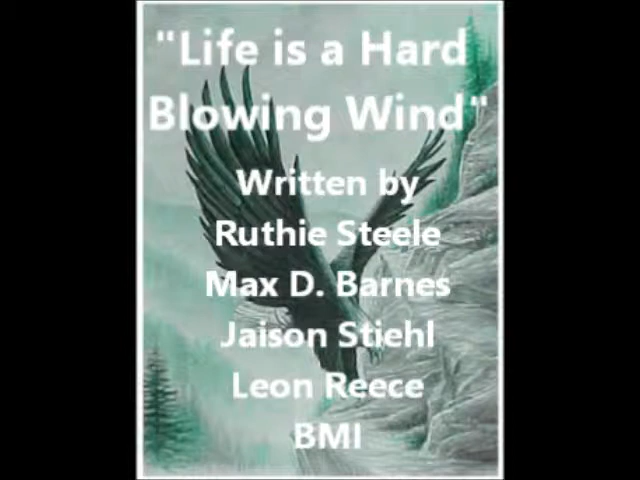 "Life is a Hard
Blowing Wind"
Written by
Ruthie Steele
Max D. Barnes
Jaison Stiehl
Leon Reece
BMI